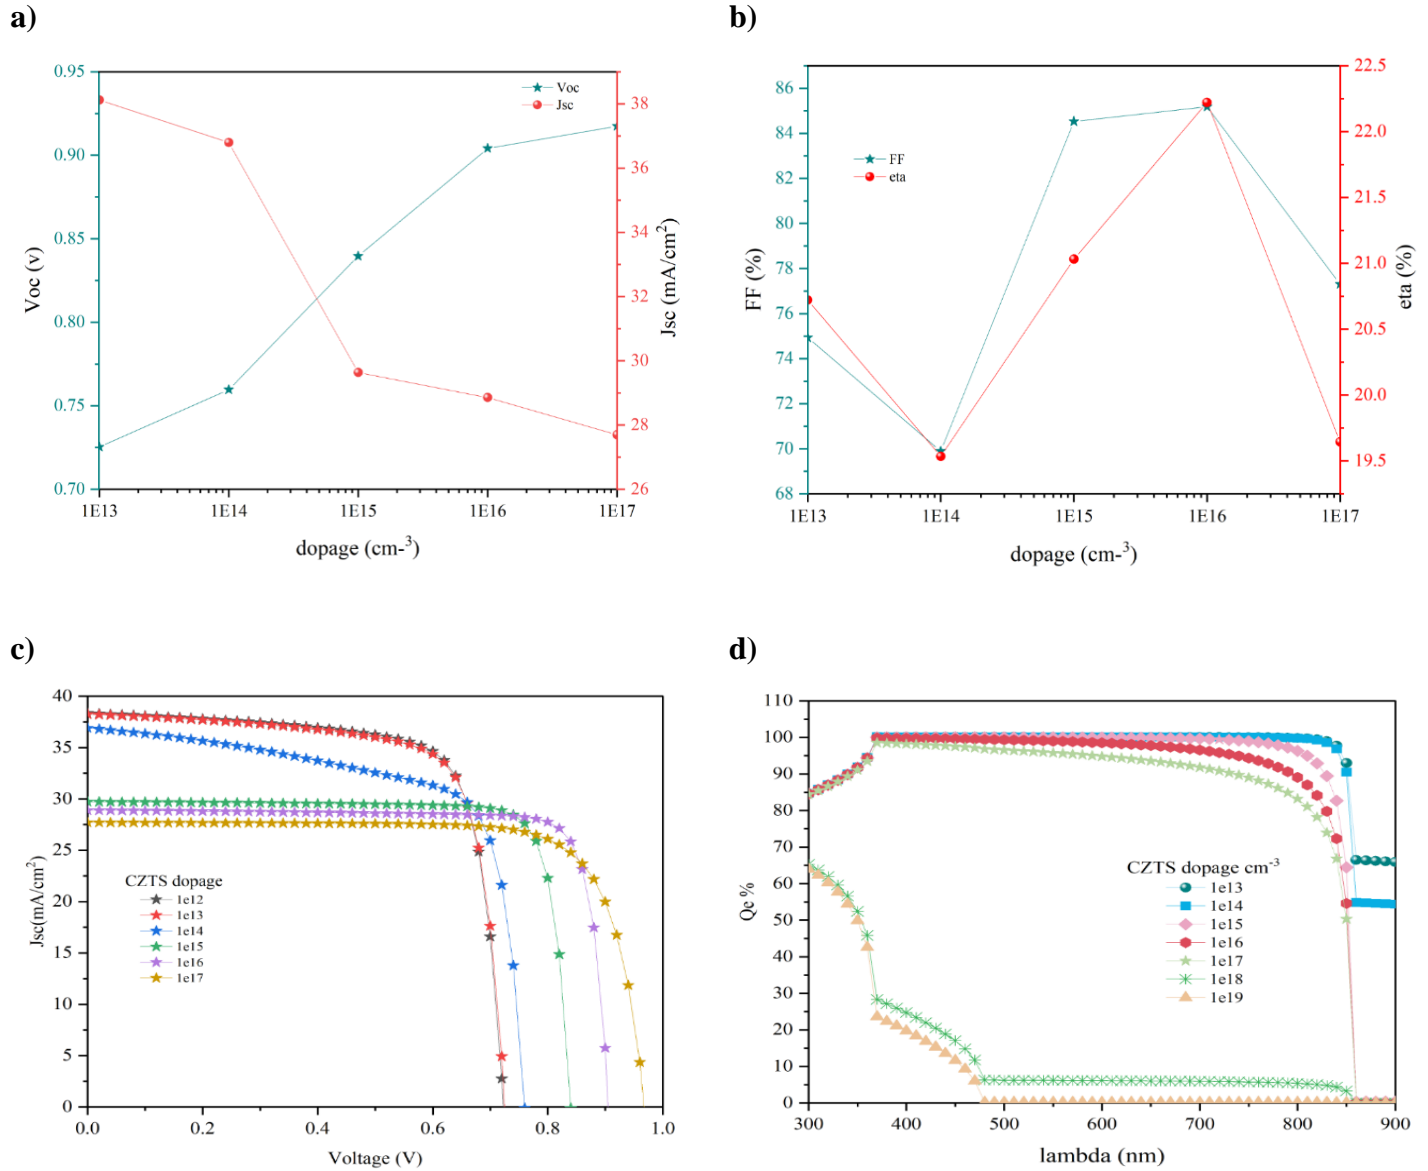 a)
0.95
0.90
0.85
0.80
0.75
0.70
Voc (v)
Voc
Jsc
38
36
34
32
30
28
26
Jsc (mA/cm2)
1E13 1E14 1E15 1E16 1E17
dopage (cm-3)
b)
86
84
82
80
78
76
74
72
70
68
FF (%)
FF
eta
22.5
22.0
21.5
21.0
20.5
20.0
19.5
eta (%)
1E13 1E14 1E15 1E16 1E17
dopage (cm-3)
c)
40
35
30
25
20
15
10
5
0
Jsc(mA/cm2)
CZTS dopage
1e12
1e13
1e14
1e15
1e16
1e17
0.0 0.2 0.4 0.6 0.8 1.0
Voltage (V)
d)
110
100
90
80
70
60
50
40
30
20
10
0
Qe %
CZTS dopage cm-3
1e13
1e14
1e15
1e16
1e17
1e18
1e19
300 400 500 600 700 800 900
lambda (nm)